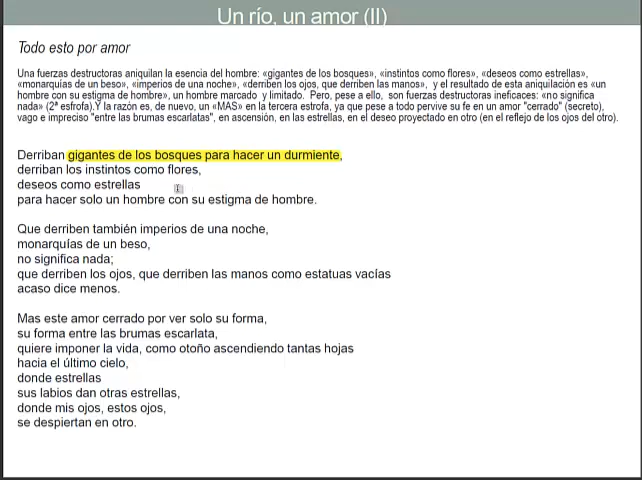 Un río, un amor (II)
Todo esto por amor
Una fuerzas destructoras aniquilan la esencia del hombre: «gigantes de los bosques», «instintos como flores», «deseos como estrellas»,
«monarquías de un beso», «imperios de una noche», «derriben los ojos, que derriben las manos»,  y el resultado de esta aniquilación es «un
hombre con su estigma de hombre», un hombre marcado  y limitado.  Pero, pese a ello,  son fuerzas destructoras ineficaces: «no significa
nada» (2ª esfrofa).Y la razón es, de nuevo, un «MAS» en la tercera estrofa, ya que pese a todo pervive su fe en un amor "cerrado" (secreto),
vago e impreciso "entre las brumas escarlatas", en ascensión, en las estrellas, en el deseo proyectado en otro (en el reflejo de los ojos del otro).
Derriban gigantes de los bosques para hacer un durmiente,
derriban los instintos como flores,
deseos como estrellas
para hacer solo un hombre con su estigma de hombre.
Que derriben también imperios de una noche,
monarquías de un beso,
no significa nada;
que derriben los ojos, que derriben las manos como estatuas vacías
acaso dice menos.
Mas este amor cerrado por ver solo su forma,
su forma entre las brumas escarlata,
quiere imponer la vida, como otoño ascendiendo tantas hojas
hacia el último cielo,
donde estrellas
sus labios dan otras estrellas,
donde mis ojos, estos ojos,
se despiertan en otro.